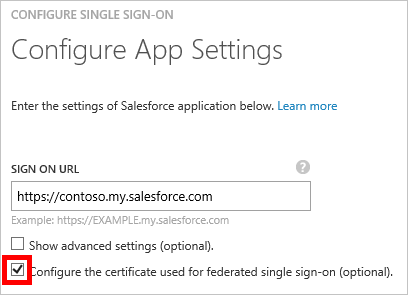 CONFIGURE SINGLE SIGN-ON
Configure App Settings
Enter the settings of Salesforce application below. Learn more
SIGN ON URL ?
https://contoso.my.salesforce.com
Example: https://EXAMPLE.my.salesforce.com
Show advanced settings (optional).
Configure the certificate used for federated single sign-on (optional).